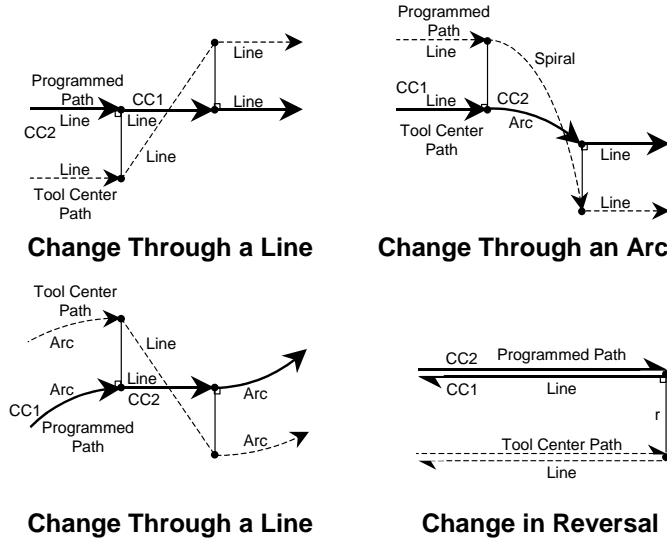 Programmed
Path
CC1
Line
Line
Line
CC2
Line
Line
Line
Tool Center
Path
Change Through a Line
Programmed
Path
Line
Spiral
CC1
Line
CC2
Arc
Tool Center
Path
Line
Line
Change Through an Arc
Tool Center
Path
Arc
Line
Arc
Line
CC2
Arc
CC1
Programmed
Path
Arc
Change Through a Line
CC2
Programmed Path
CC1
Line
r
Tool Center Path
Line
Change in Reversal